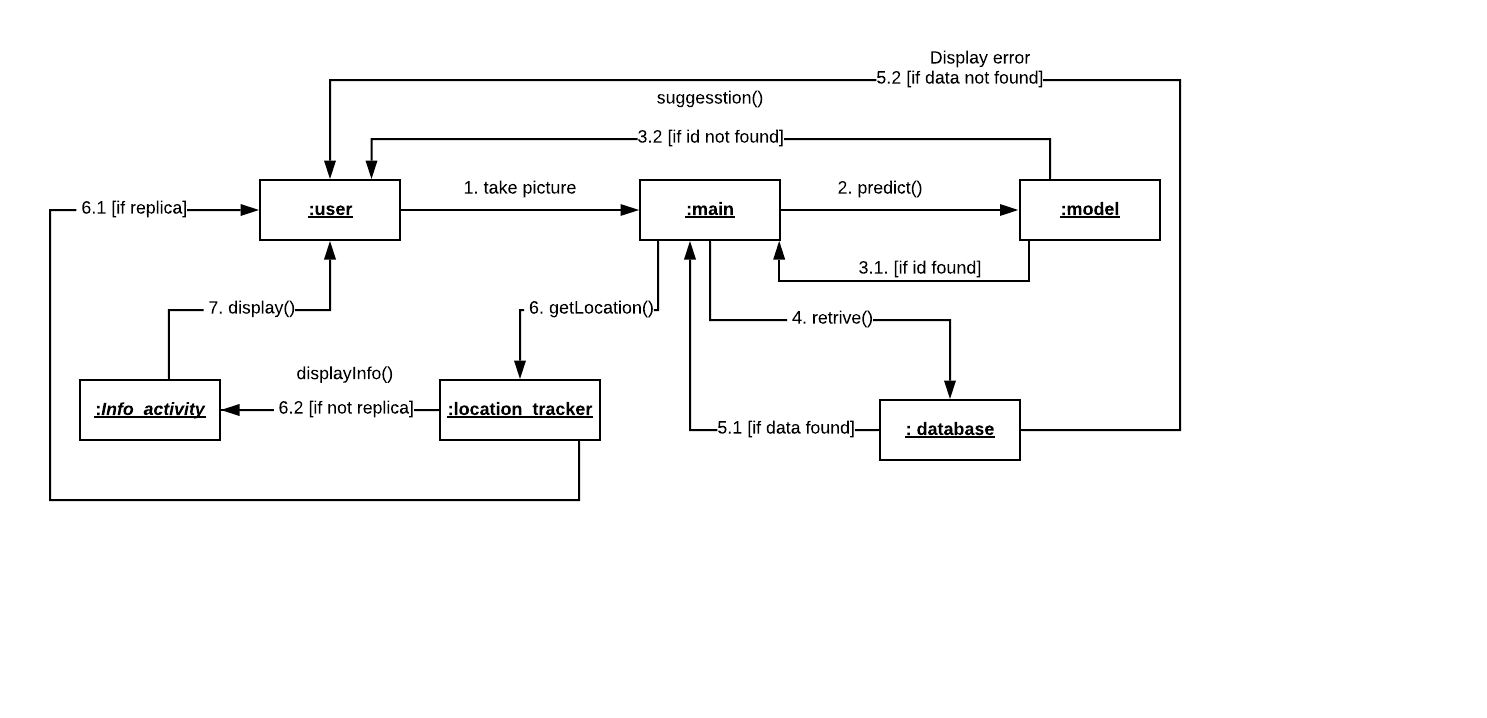 Display error
5.2 [if data not found]
suggesstion()
3.2 [if id not found]
1. take picture
2. predict()
6.1 [if replica]
:user
:main
:model
3.1. [if id found]
7. display()
6. getLocation()
4. retrive()
displayInfo()
:Info_activity
6.2 [if not replica]
:location_tracker
5.1 [if data found]
: database